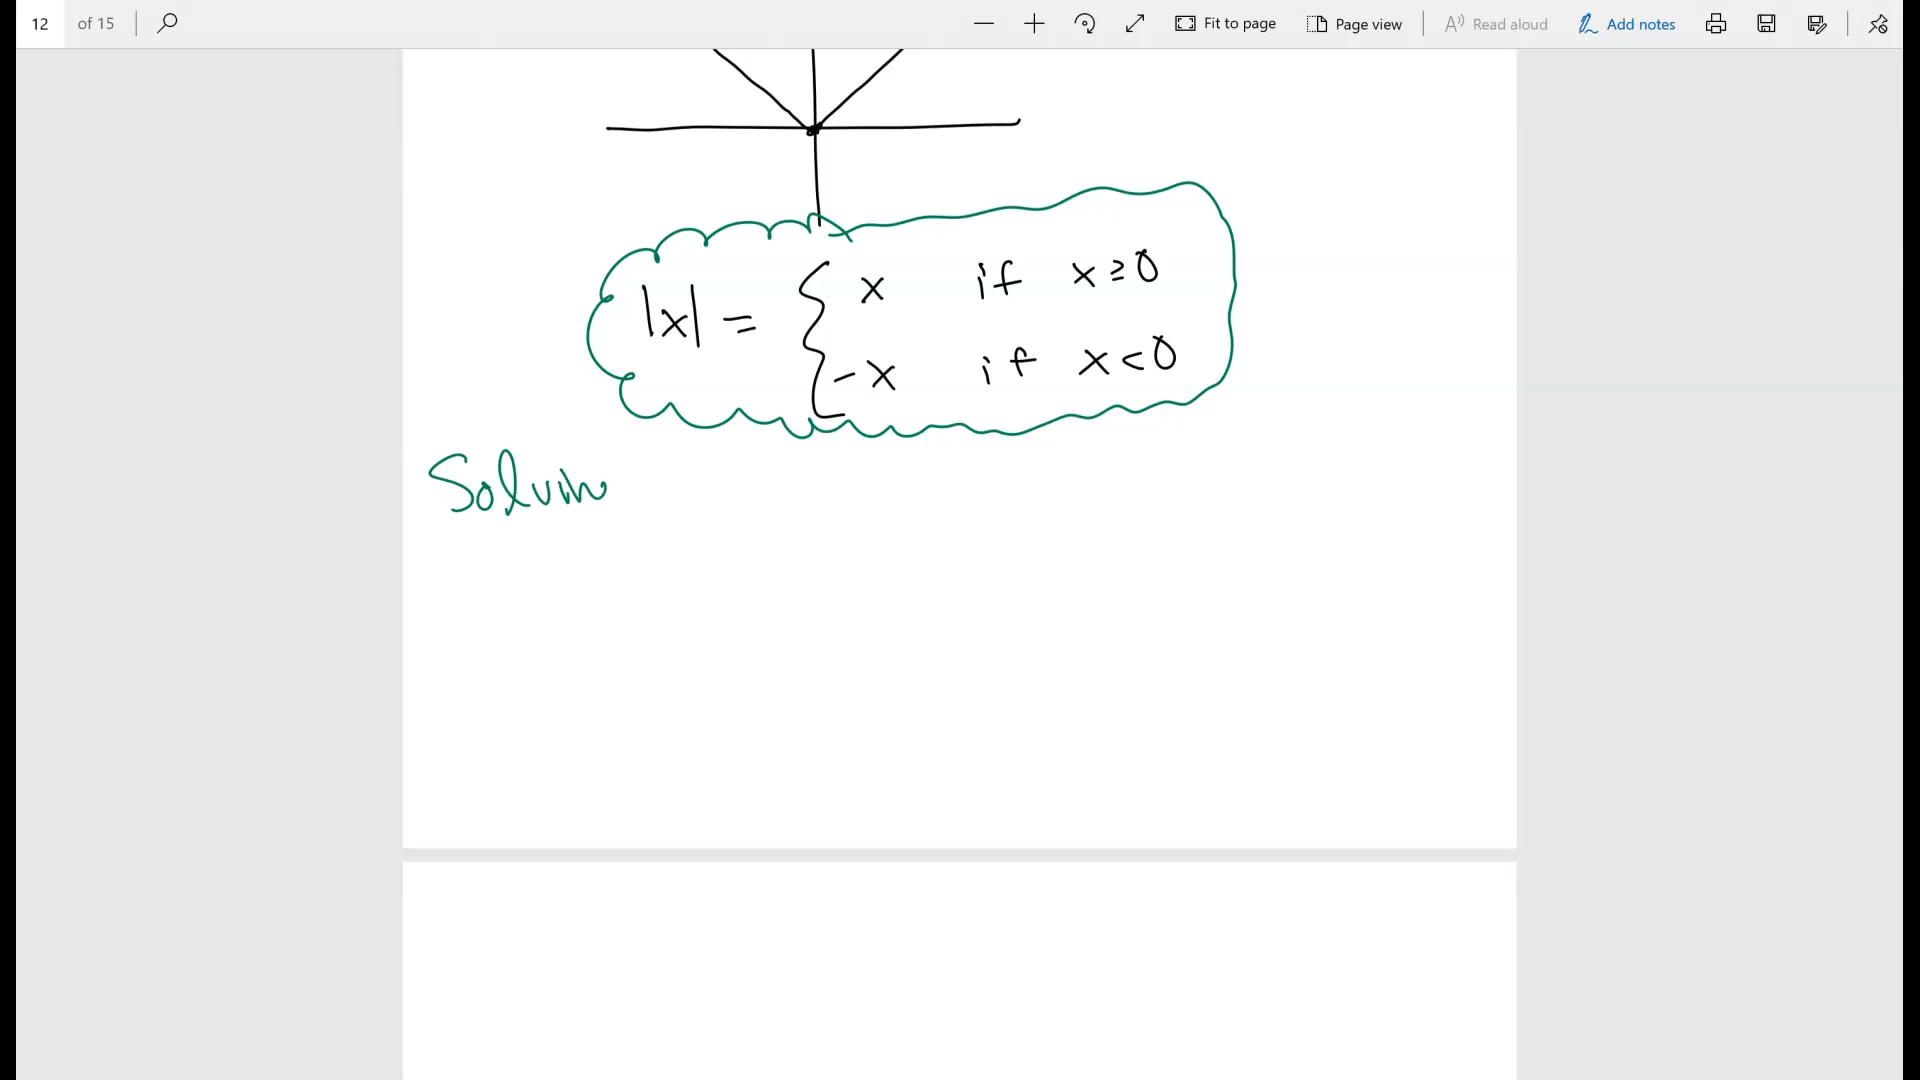 12 of 15 Fit to page Page view Read aloud Add notes
|x| = { x if x ≥ 0
-x if x < 0
Solvin